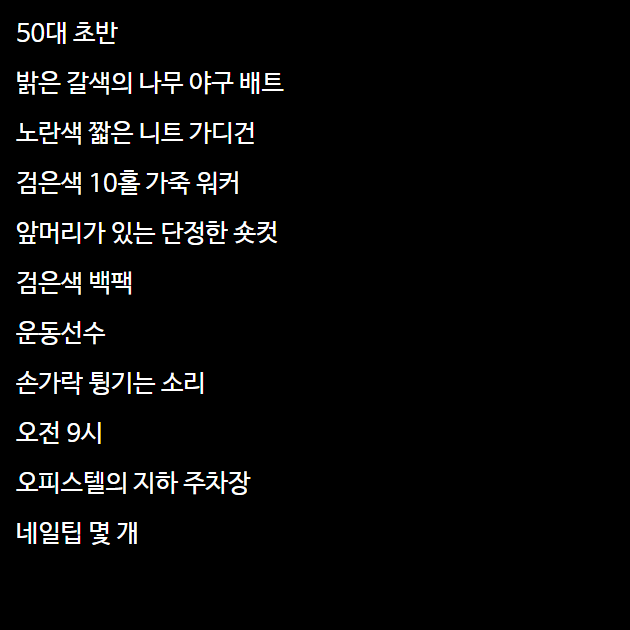 50대 초반
밝은 갈색의 나무 야구 배트
노란색 짧은 니트 가디건
검은색 10홀 가죽 워커
앞머리가 있는 단정한 숏컷
검은색 백팩
운동선수
손가락 튕기는 소리
오전 9시
오피스텔의 지하 주차장
네일팁 몇 개